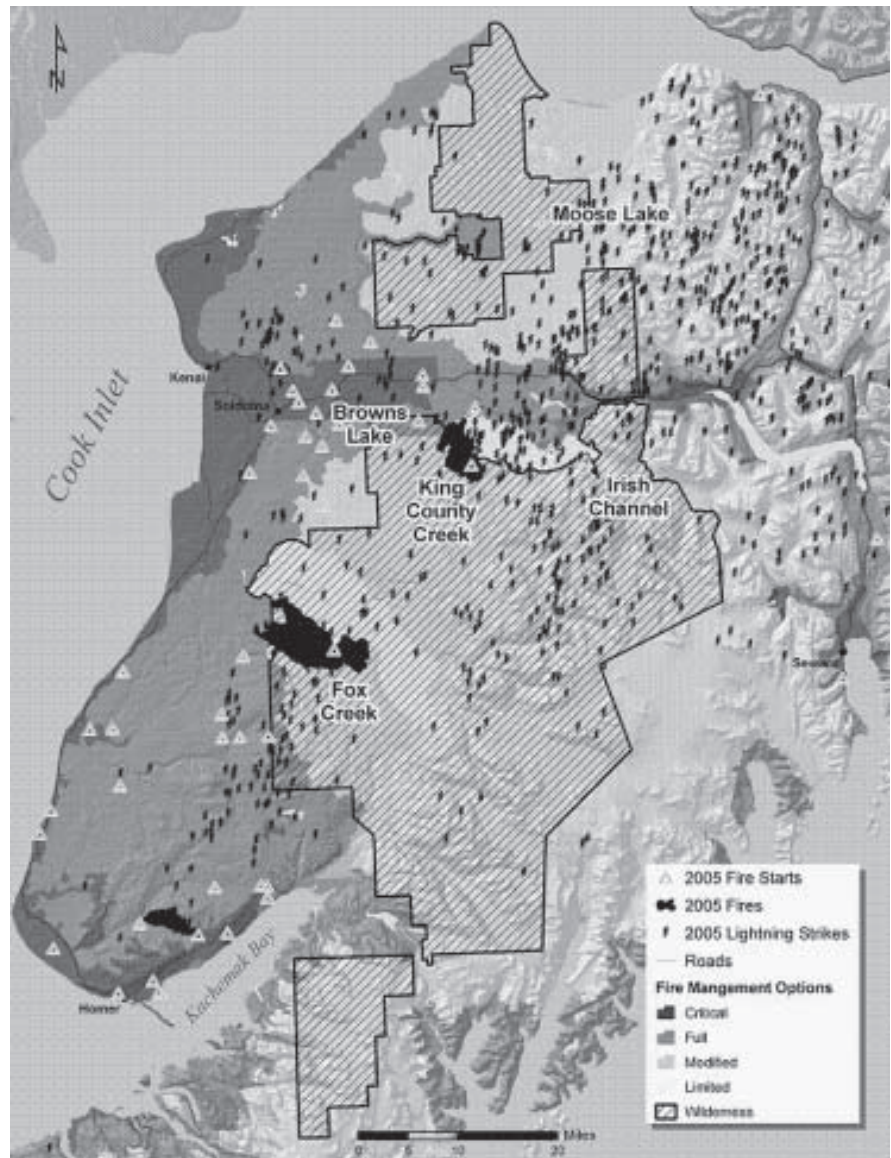 N
Moose Lake
Kenai
Soldotna
Browns
Lake
Cook Inlet
King
County
Creek
Irish
Channel
Seward
Fox
Creek
Kachemak Bay
Homer
2005 Fire Starts
2005 Fires
2005 Lightning Strikes
Roads
Fire Mangement Options
Critical
Full
Modified
Limited
Wilderness
Miles
0 5 10 20